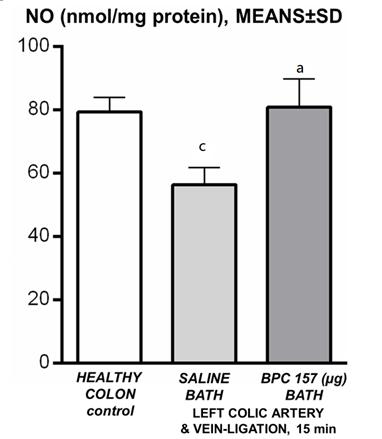 NO (nmol/mg protein), MEANS±SD
100
80
60
40
20
0
c
a
HEALTHY COLON control
SALINE BATH
BPC 157 (µg) BATH
LEFT COLIC ARTERY
& VEIN-LIGATION, 15 min